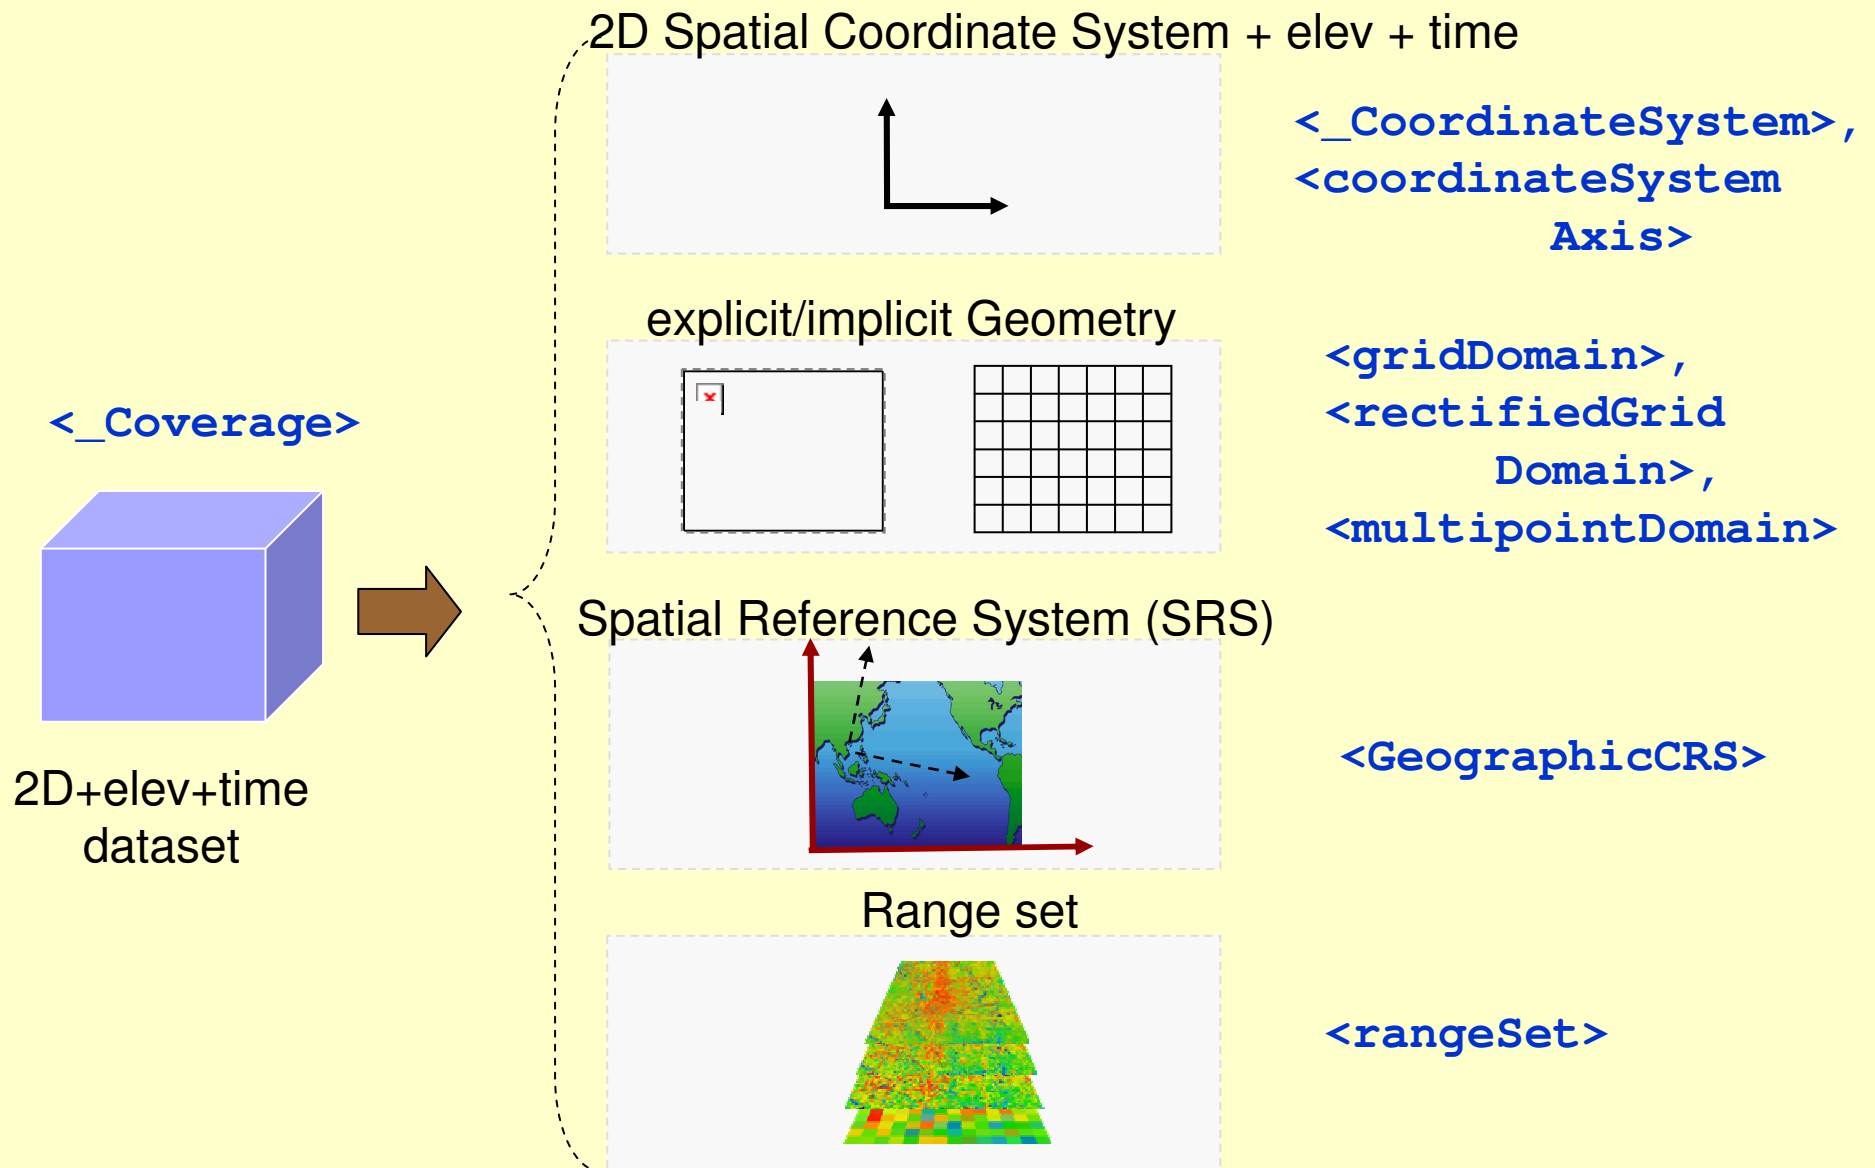 2D Spatial Coordinate System + elev + time
<_CoordinateSystem>,
<coordinateSystem
Axis>
explicit/implicit Geometry
<gridDomain>,
<rectifiedGrid
Domain>,
<multipointDomain>
<_Coverage>
2D+elev+time
dataset
Spatial Reference System (SRS)
<GeographicCRS>
Range set
<rangeSet>